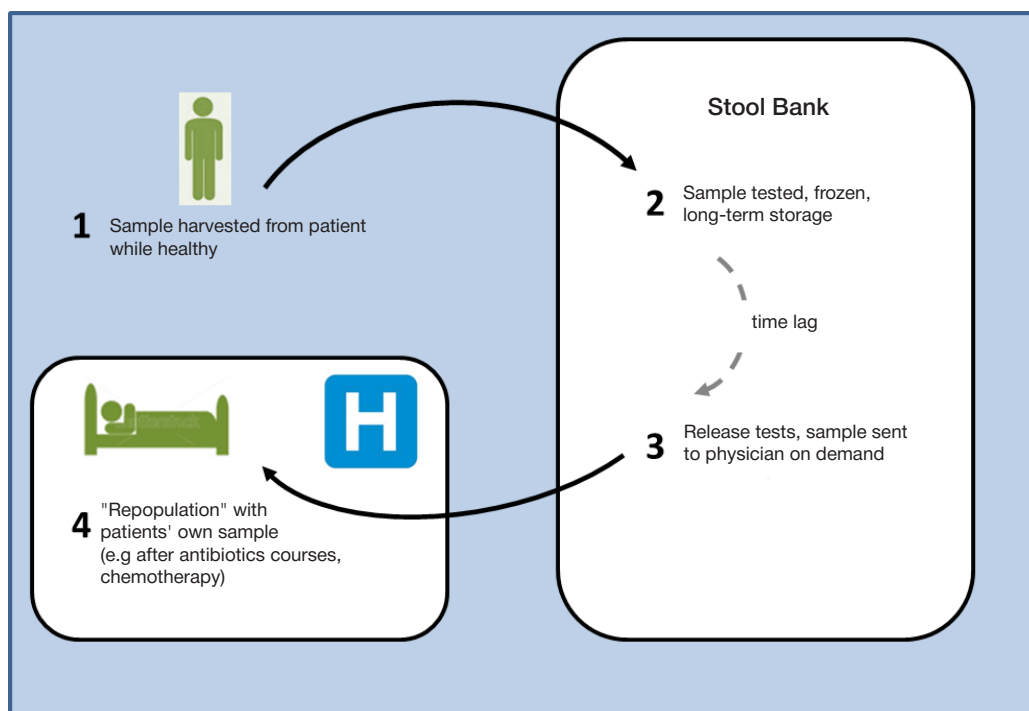 Stool Bank
1 Sample harvested from patient
while healthy
2 Sample tested, frozen,
long-term storage
time lag
3 Release tests, sample sent
to physician on demand
H
4 "Repopulation" with
patients' own sample
(e.g after antibiotics courses,
chemotherapy)